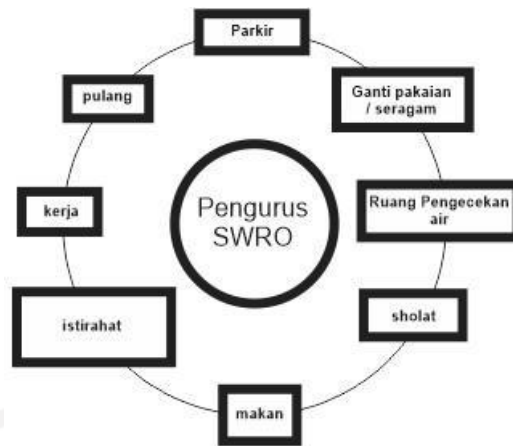 Parkir
Ganti pakaian
/ seragam
Ruang Pengecekan
air
sholat
makan
istirahat
kerja
pulang
Pengurus
SWRO